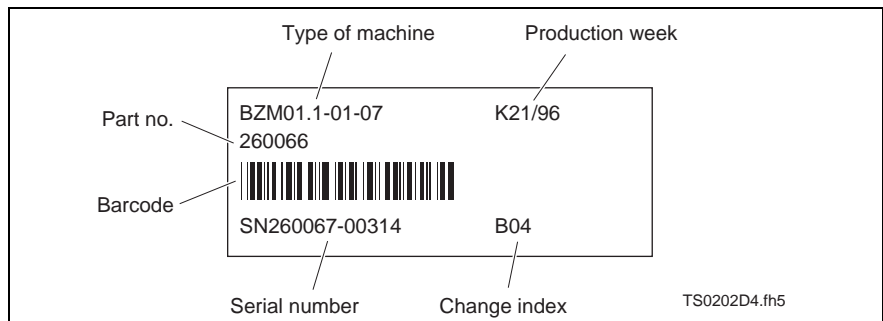 Type of machine Production week
BZM01.1-01-07 K21/96
Part no.
260066
Barcode
SN260067-00314 B04
Serial number Change index TS0202D4.fh5